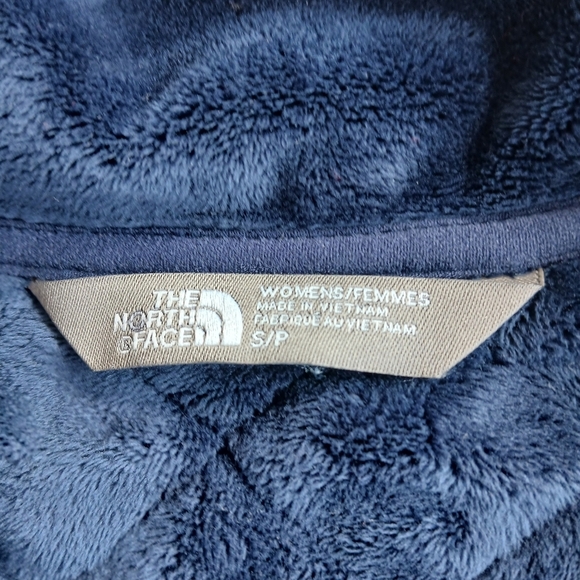 THE
NORTH
FACE
WOMENS/FEMMES
MADE IN VIETNAM
FABRIQUE AU VIETNAM
S/P